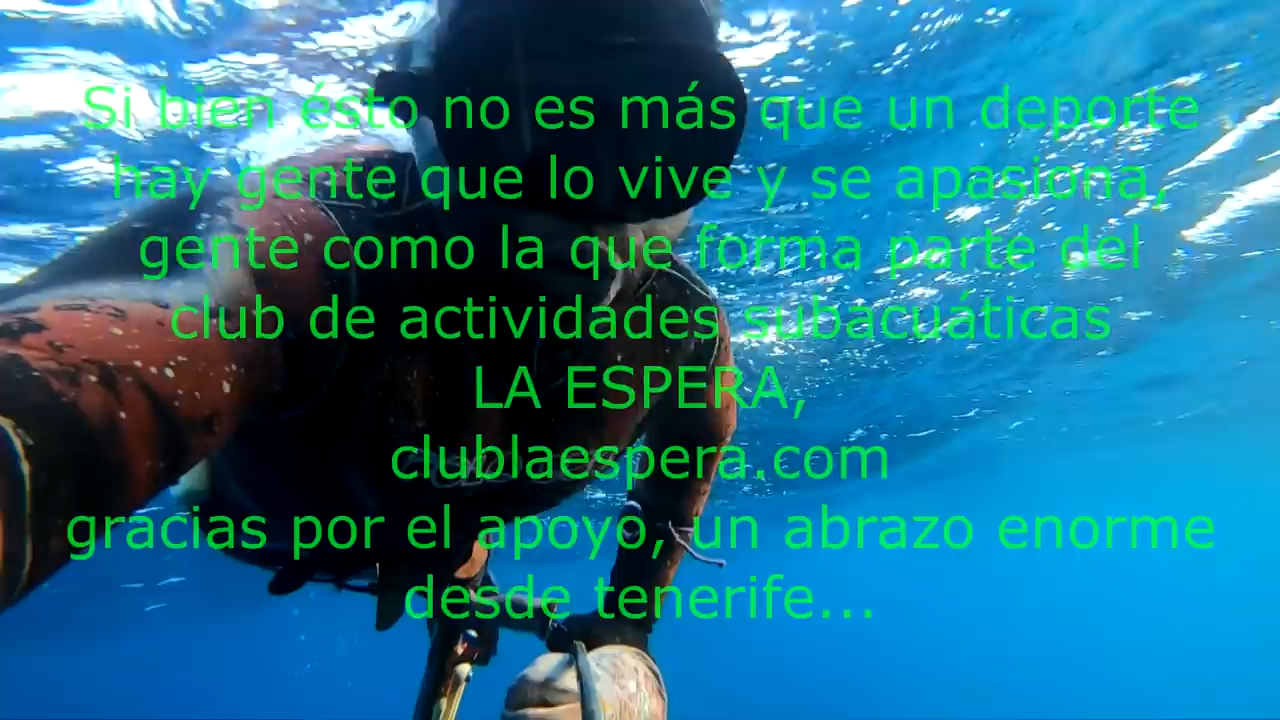 Si bien ésto no es más que un deporte
hay gente que lo vive y se apasiona,
gente como la que forma parte del
club de actividades subacuáticas
LA ESPERA,
clublaespera.com
gracias por el apoyo, un abrazo enorme
desde tenerife...